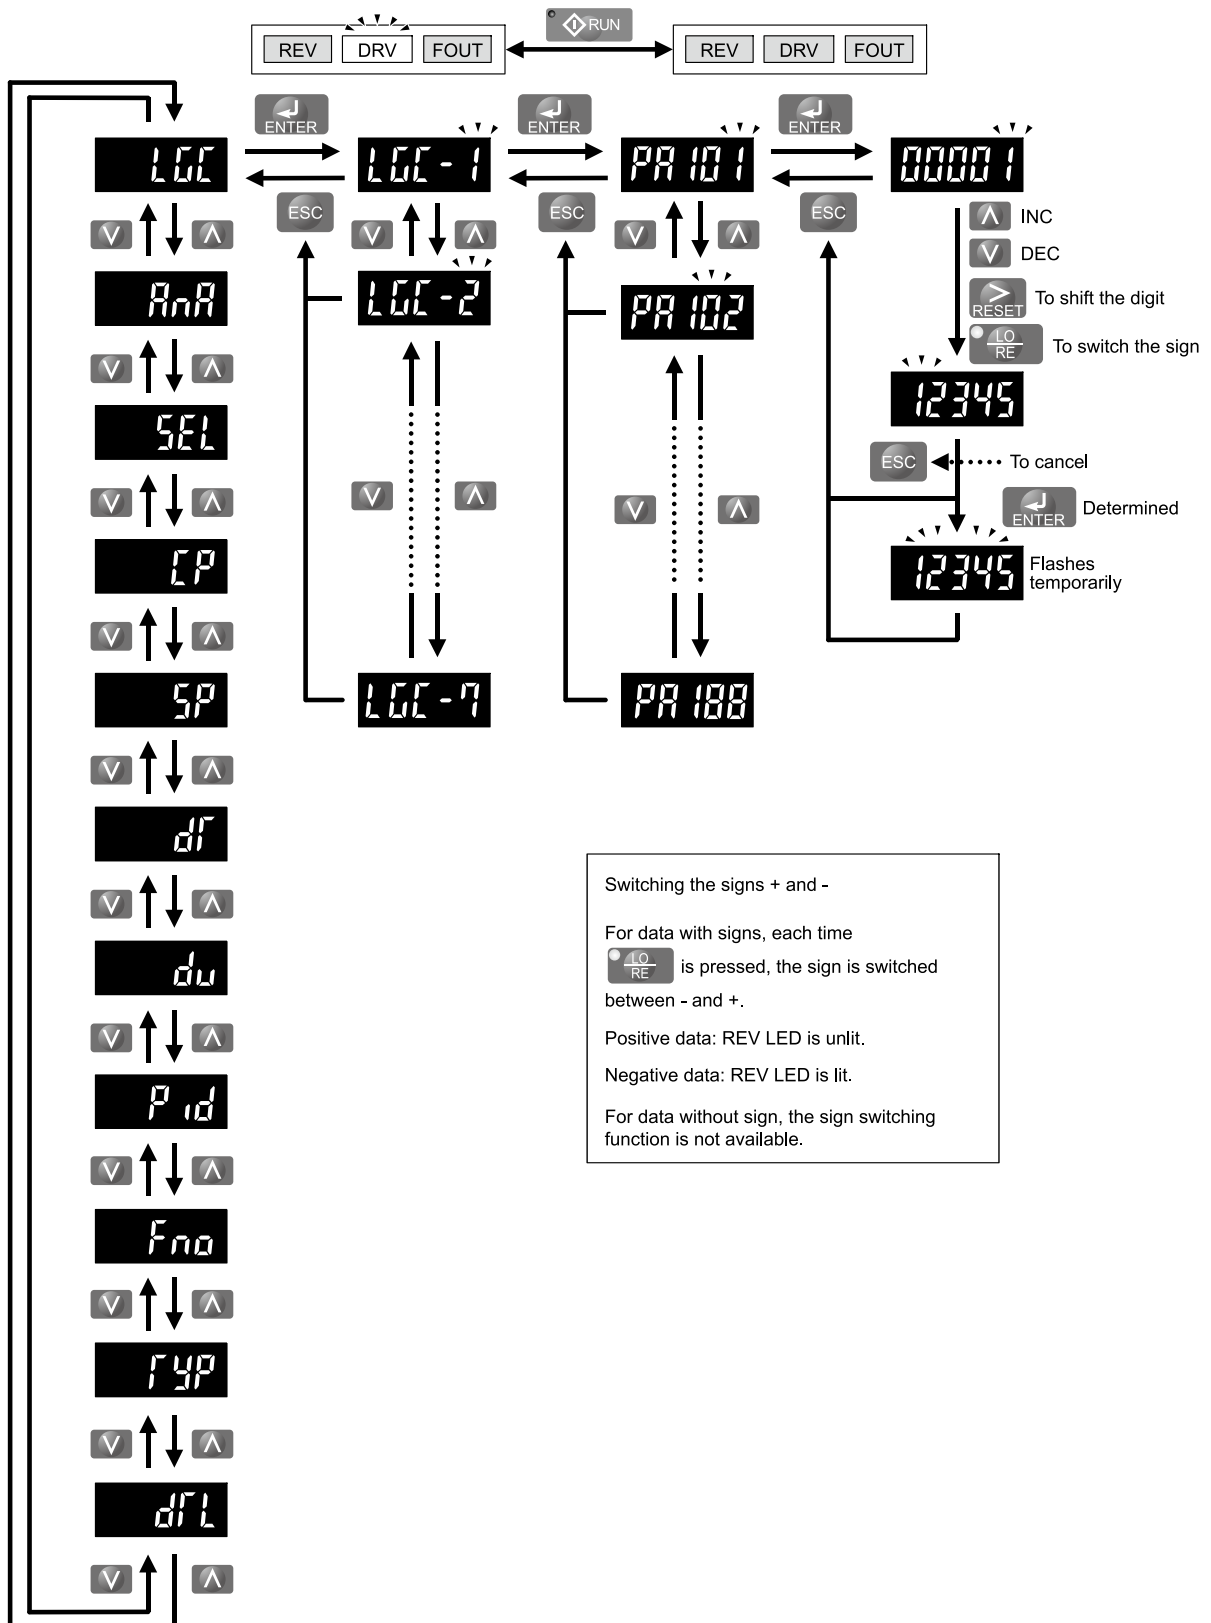 REV DRV FOUT RUN REV DRV FOUT
ENTER ENTER ENTER
LGC LGC-1 PA101 00001
ESC ESC ESC
INC
DEC
AnA LGC-2 PA102
RESET To shift the digit
LO
RE To switch the sign
12345
SEL
ESC To cancel
ENTER Determined
CP 12345 Flashes
temporarily
SP LGC-7 PA188
dT
Switching the signs + and -
For data with signs, each time
LO
RE is pressed, the sign is switched
between - and +.
Positive data: REV LED is unlit.
Negative data: REV LED is lit.
For data without sign, the sign switching
function is not available.
dv
Pid
Fno
TYP
dTL